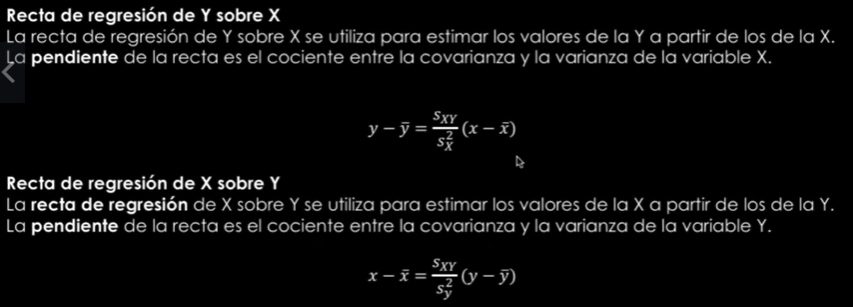 Recta de regresión de Y sobre X
La recta de regresión de Y sobre X se utiliza para estimar los valores de la Y a partir de los de la X.
La pendiente de la recta es el cociente entre la covarianza y la varianza de la variable X.
y − ȳ = s_XY / s_X^2 (x − x̄)
Recta de regresión de X sobre Y
La recta de regresión de X sobre Y se utiliza para estimar los valores de la X a partir de los de la Y.
La pendiente de la recta es el cociente entre la covarianza y la varianza de la variable Y.
x − x̄ = s_XY / s_y^2 (y − ȳ)